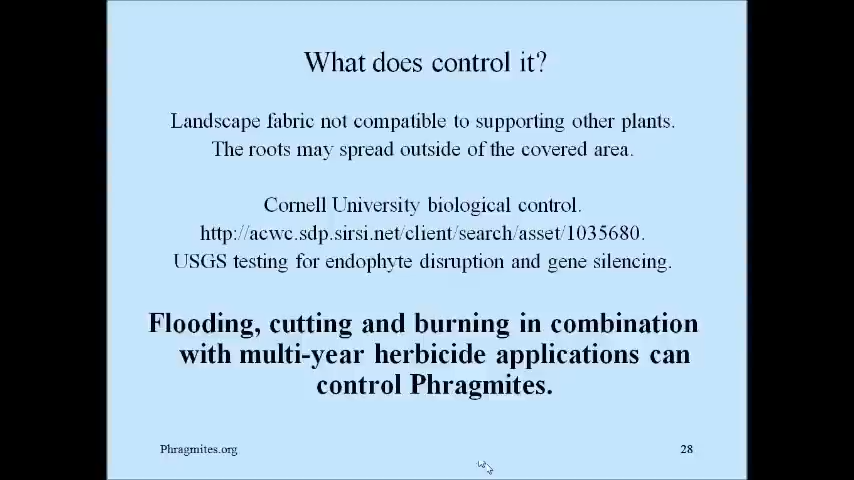 What does control it?
Landscape fabric not compatible to supporting other plants.
The roots may spread outside of the covered area.
Cornell University biological control.
http://acwc.sdp.sirsi.net/client/search/asset/1035680.
USGS testing for endophyte disruption and gene silencing.
Flooding, cutting and burning in combination
with multi-year herbicide applications can
control Phragmites.
Phragmites.org
28